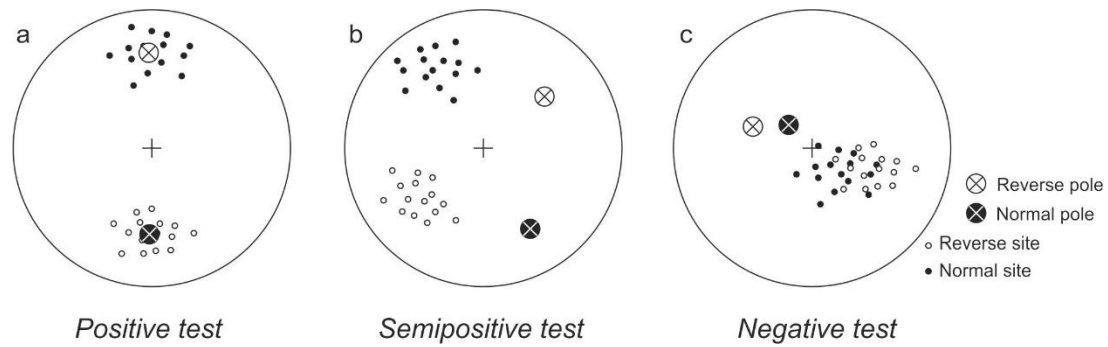 a
b
c
Reverse pole
Normal pole
Reverse site
Normal site
Positive test
Semipositive test
Negative test